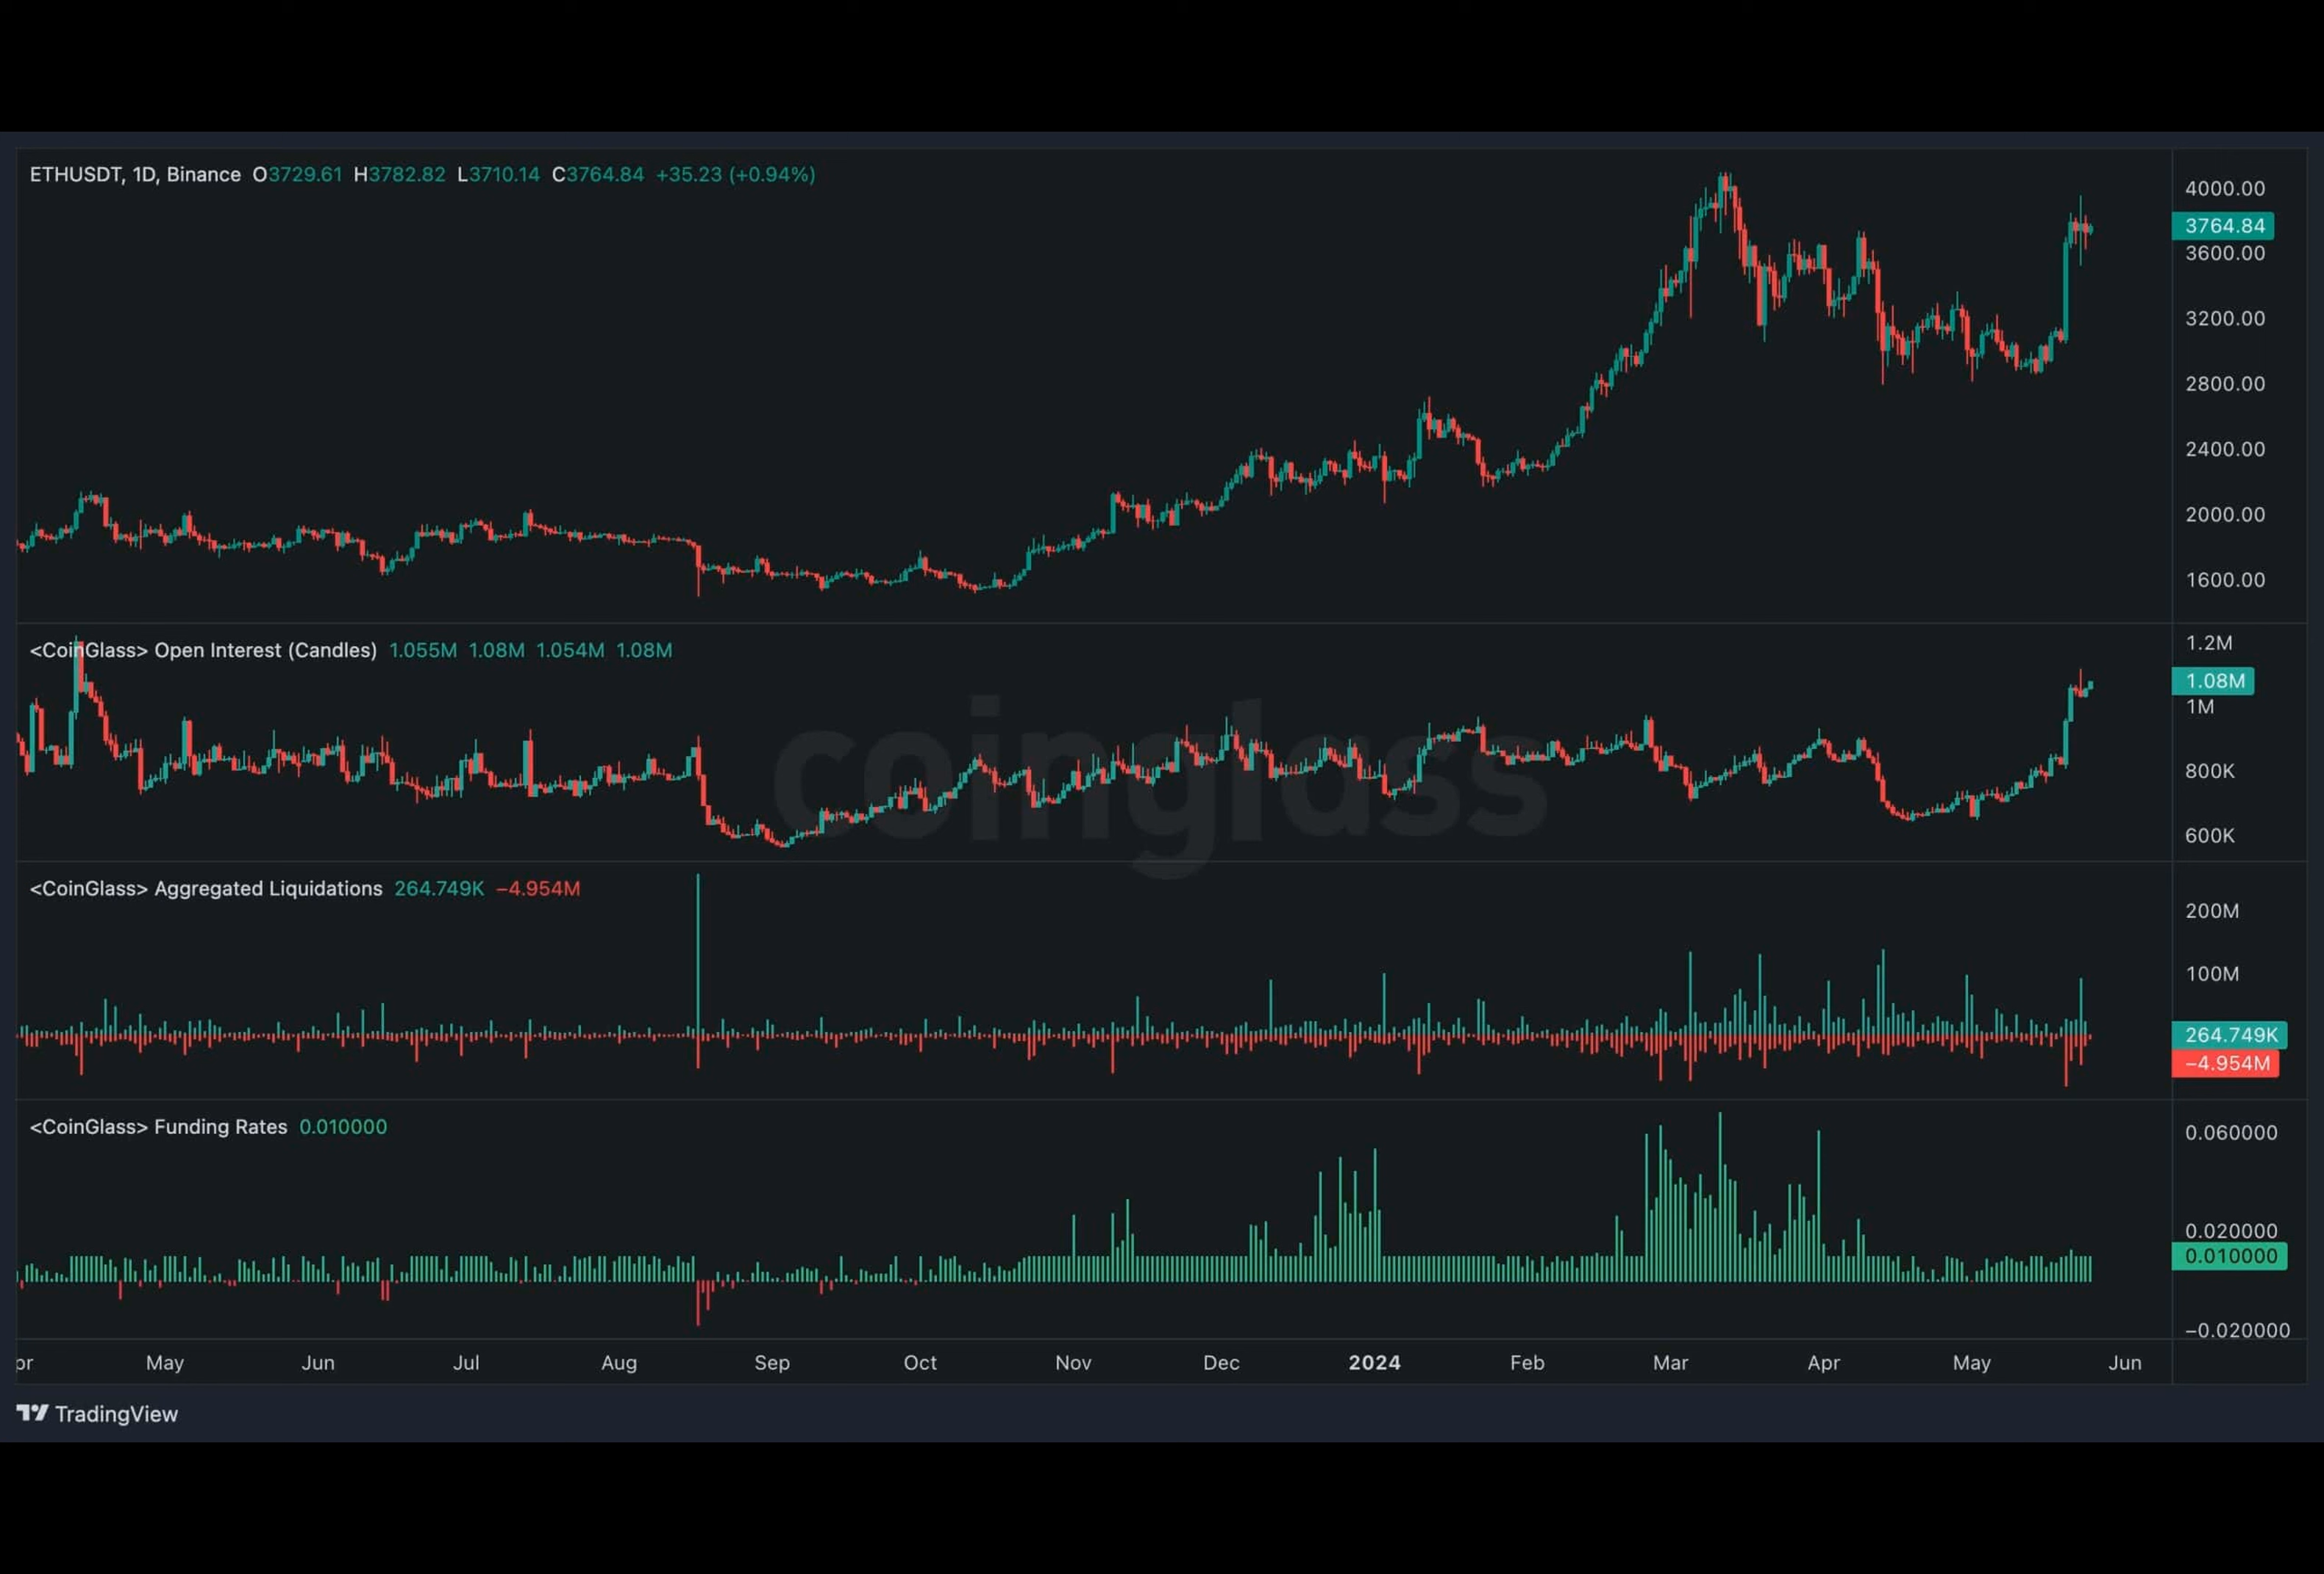 ETHUSDT, 1D, Binance O3729.61 H3782.82 L3710.14 C3764.84 +35.23 (+0.94%)
4000.00
3764.84
3600.00
3200.00
2800.00
2400.00
2000.00
1600.00
<CoinGlass> Open Interest (Candles) 1.055M 1.08M 1.054M 1.08M
1.2M
1.08M
1M
800K
600K
coinglass
<CoinGlass> Aggregated Liquidations 264.749K −4.954M
200M
100M
264.749K
−4.954M
<CoinGlass> Funding Rates 0.010000
0.060000
0.020000
0.010000
−0.020000
pr May Jun Jul Aug Sep Oct Nov Dec 2024 Feb Mar Apr May Jun
TradingView